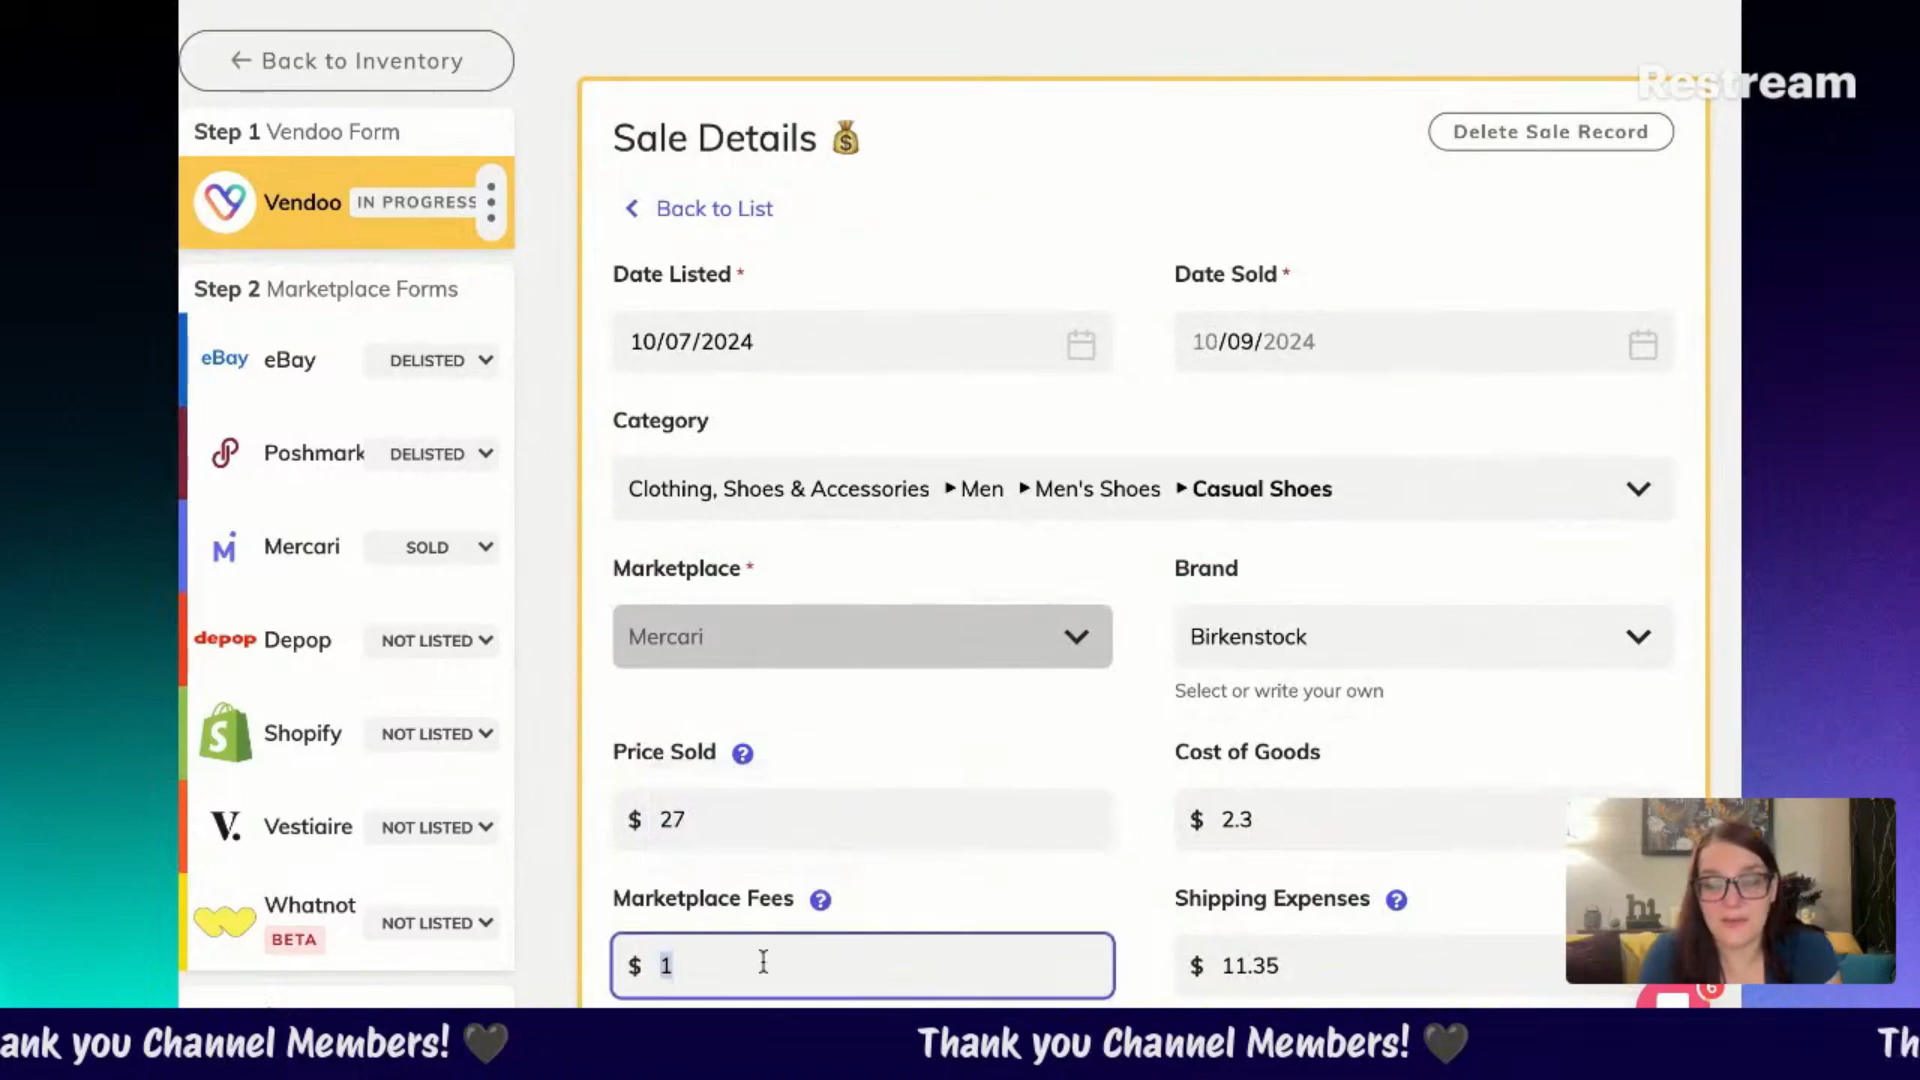 ← Back to Inventory
Step 1 Vendoo Form
Vendoo IN PROGRESS
Step 2 Marketplace Forms
eBay eBay DELISTED
Poshmark DELISTED
Mercari SOLD
depop Depop NOT LISTED
Shopify NOT LISTED
V. Vestiaire NOT LISTED
Whatnot NOT LISTED
BETA
Restream
Sale Details 💰
Delete Sale Record
Back to List
Date Listed *
Date Sold *
10/07/2024
10/09/2024
Category
Clothing, Shoes & Accessories ▸ Men ▸ Men's Shoes ▸ Casual Shoes
Marketplace *
Brand
Mercari
Birkenstock
Select or write your own
Price Sold ?
Cost of Goods
$ 27
$ 2.3
Marketplace Fees ?
Shipping Expenses ?
$ 1
$ 11.35
6
ank you Channel Members! 🖤 Thank you Channel Members! 🖤 Th